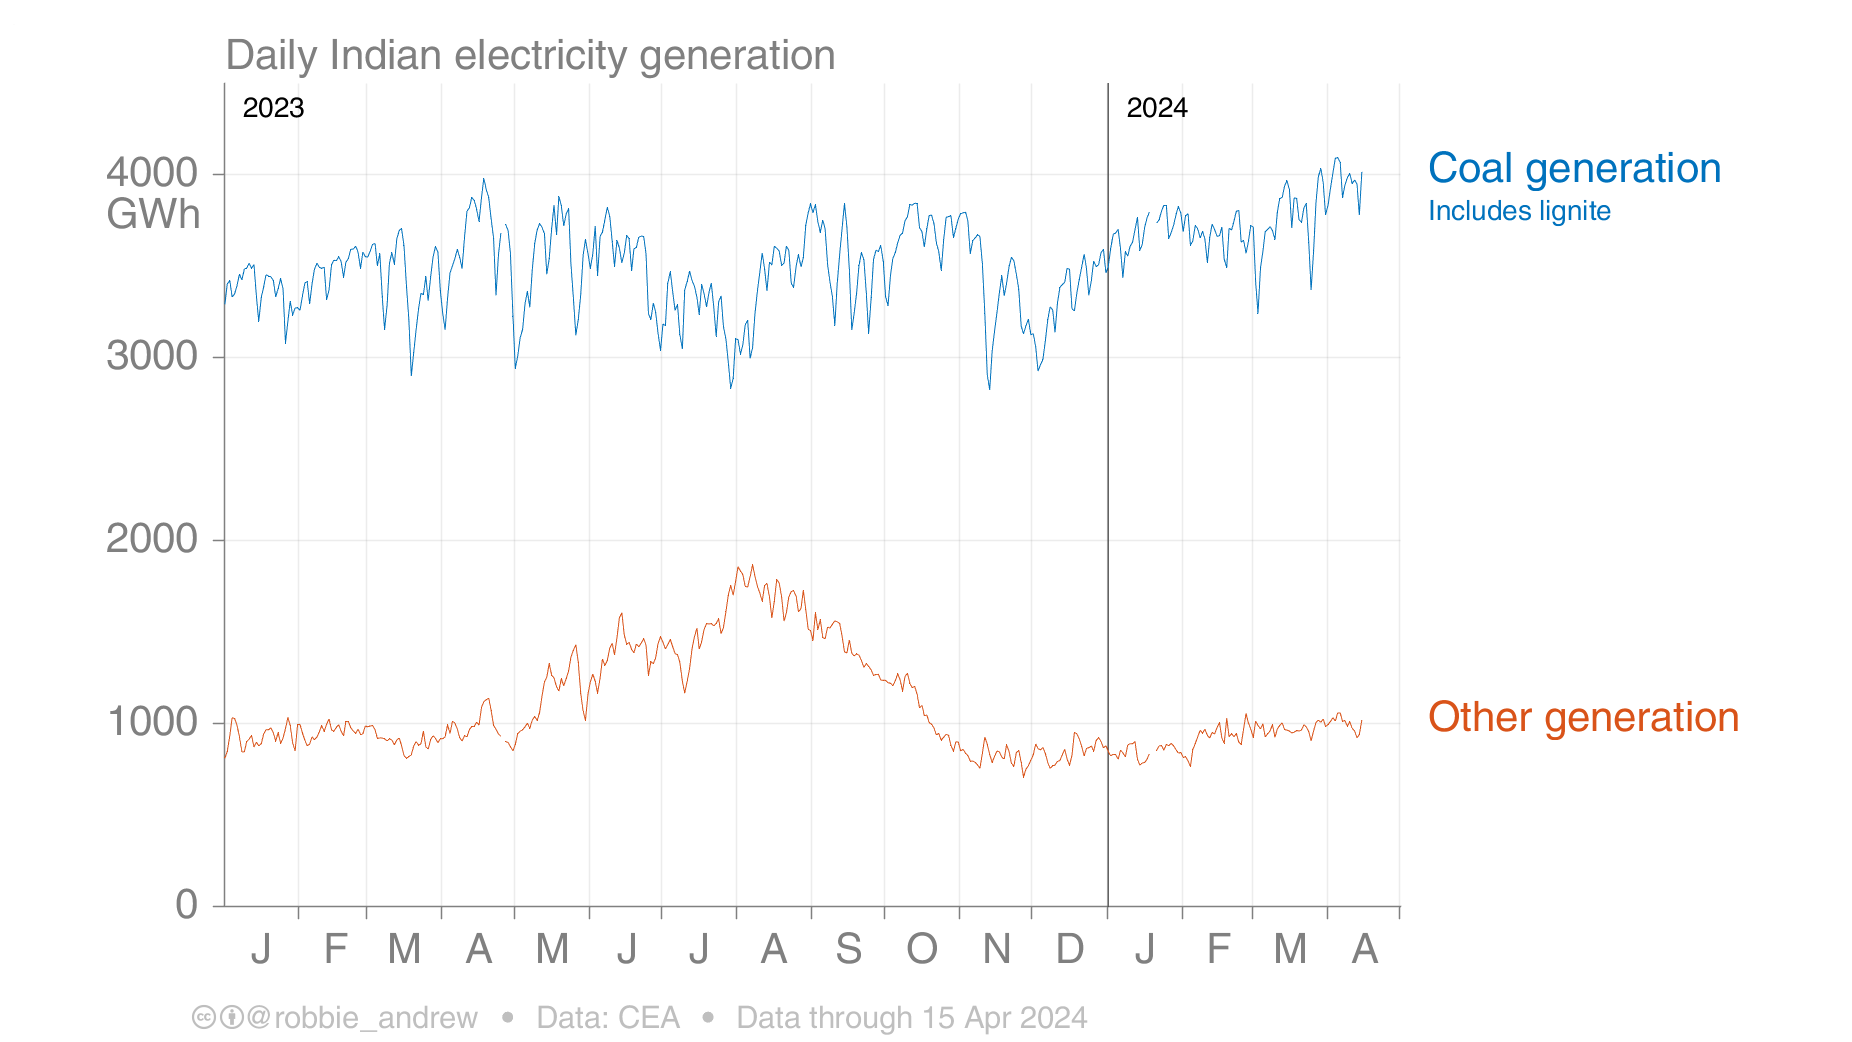 Daily Indian electricity generation
2023
2024
4000
GWh
3000
2000
1000
0
Coal generation
Includes lignite
Other generation
J F M A M J J A S O N D J F M A
@robbie_andrew • Data: CEA • Data through 15 Apr 2024